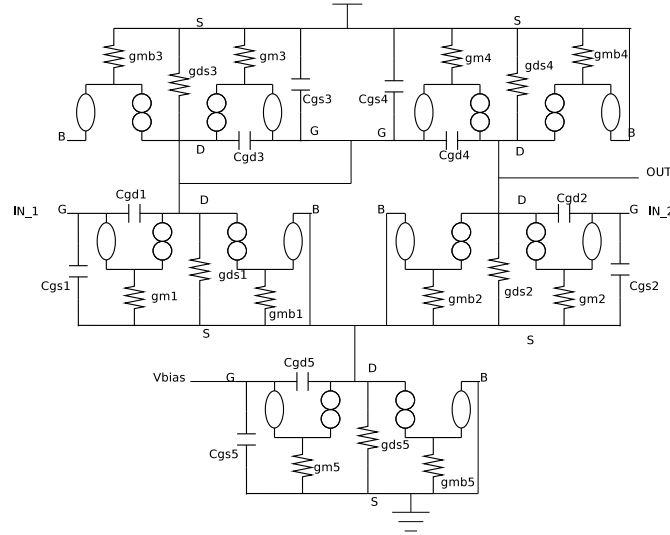 S
S
gmb3
gds3
gm3
Cgs3
Cgs4
gm4
gds4
gmb4
B
D
Cgd3
G
G
Cgd4
D
B
OUT
IN_1
G
Cgd1
D
B
B
D
Cgd2
G
IN_2
Cgs1
gm1
gds1
gmb1
gmb2
gds2
gm2
Cgs2
S
S
Vbias
G
Cgd5
D
B
Cgs5
gm5
gds5
gmb5
S